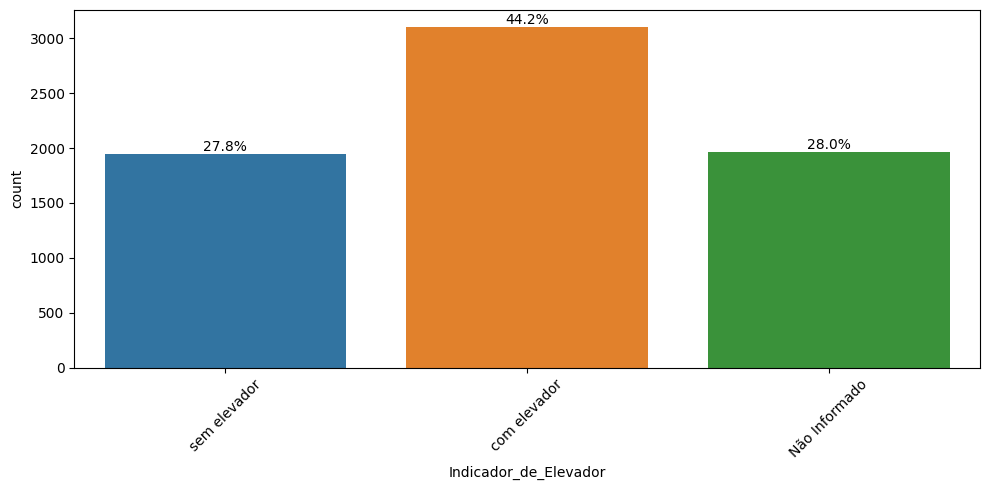 44.2%
27.8%
28.0%
3000
2500
2000
1500
1000
500
0
count
sem elevador
com elevador
Não Informado
Indicador_de_Elevador